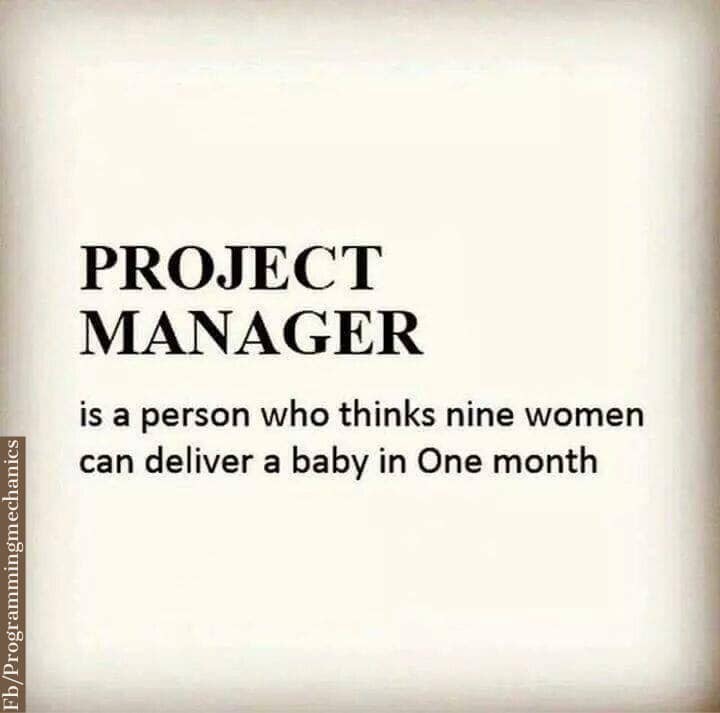 PROJECT
MANAGER
is a person who thinks nine women
can deliver a baby in One month
Fb/Programmingmechanics